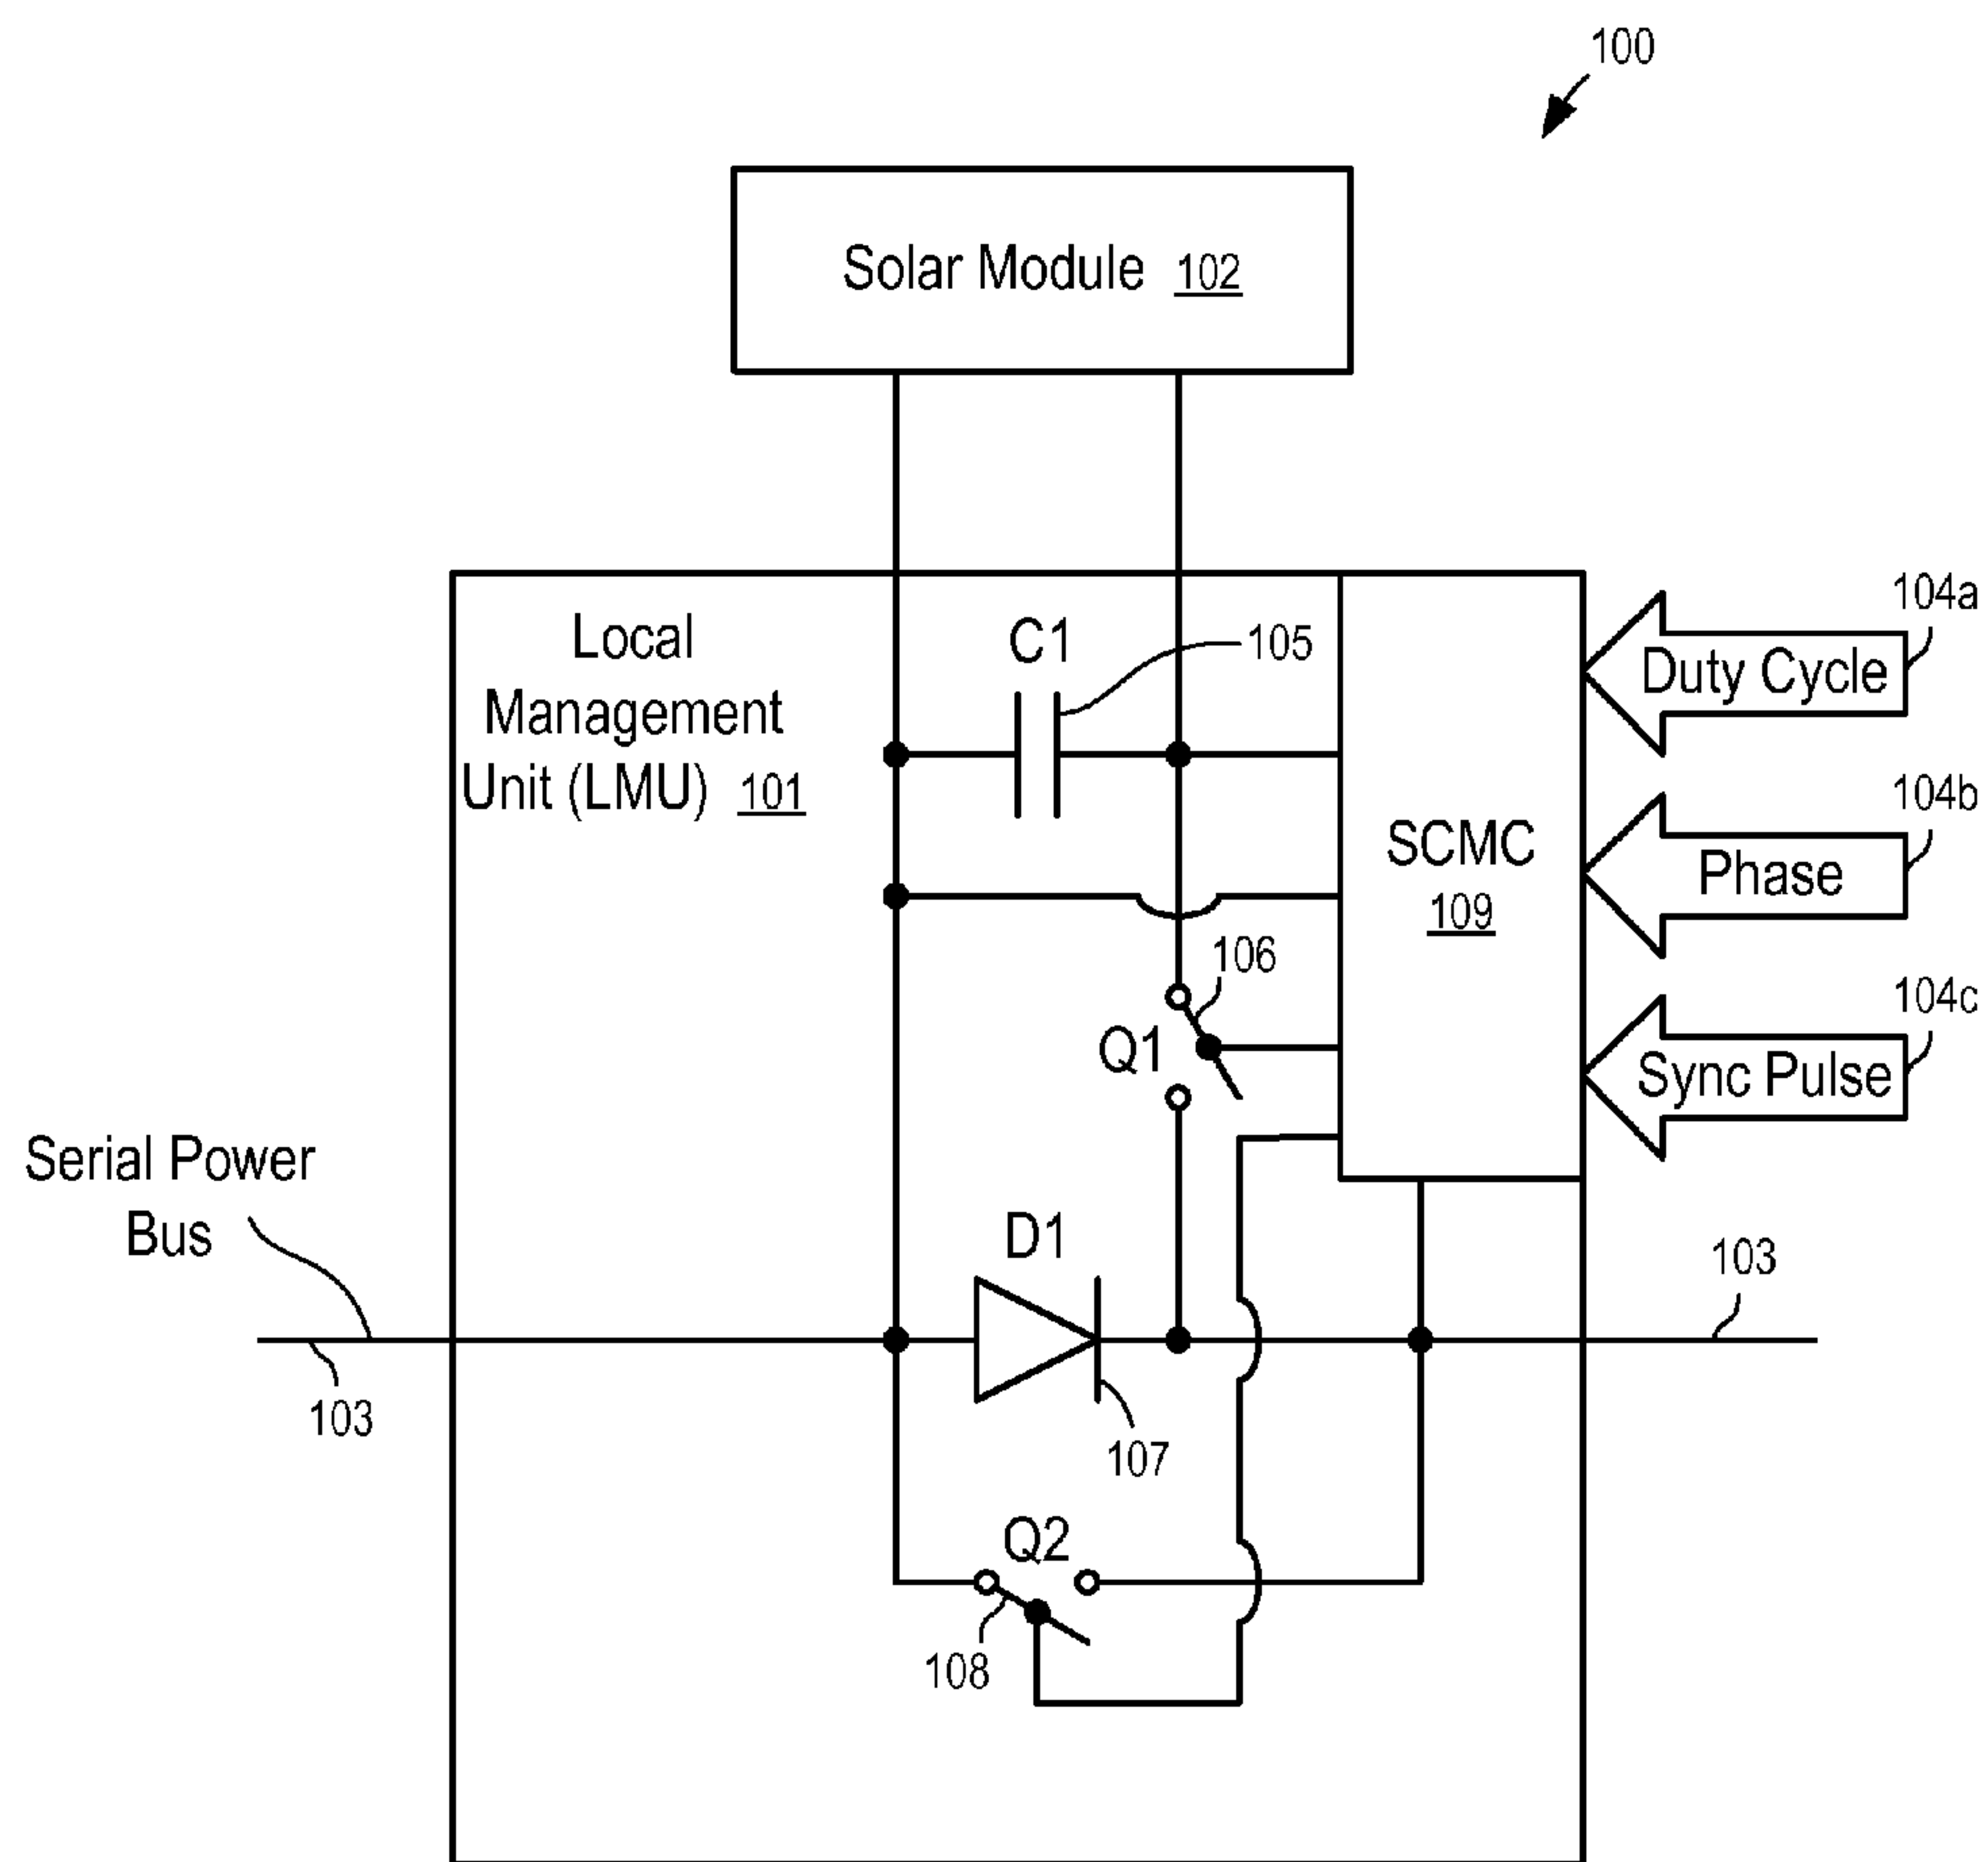 100
Solar Module 102
Local
Management
Unit (LMU) 101
C1
105
SCMC
109
104a
Duty Cycle
104b
Phase
104c
Sync Pulse
106
Q1
Serial Power
Bus
103
D1
107
103
Q2
108